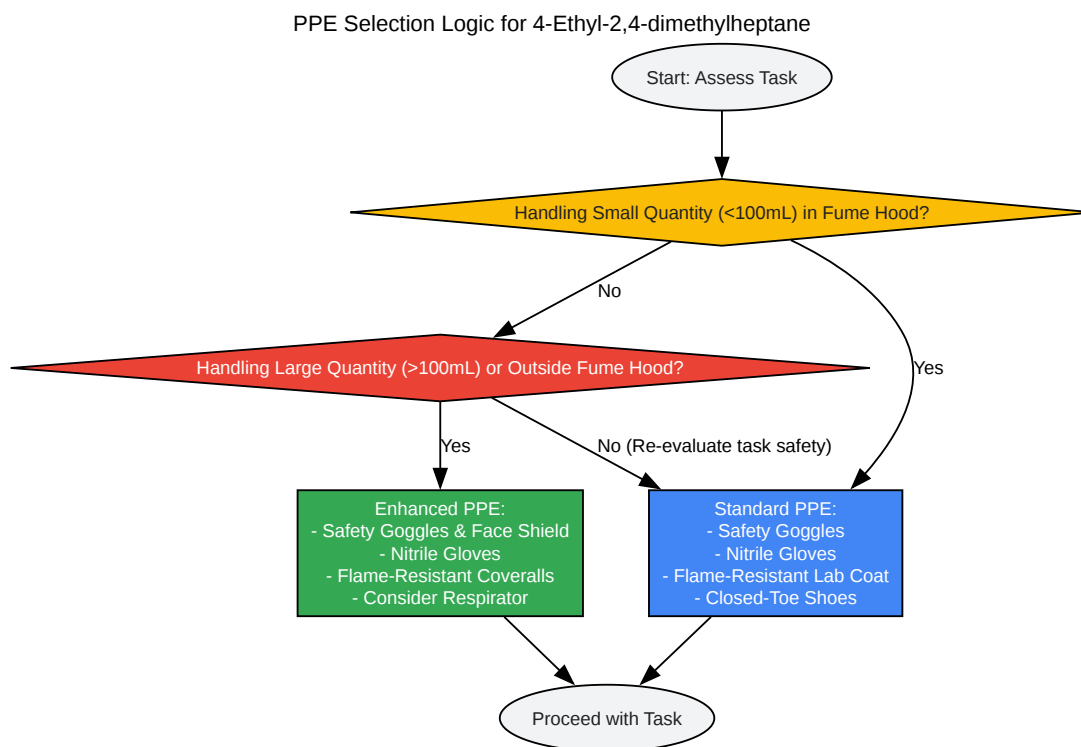 PPE Selection Logic for 4-Ethyl-2,4-dimethylheptane
Start: Assess Task
Handling Small Quantity (<100mL) in Fume Hood?
No
Handling Large Quantity (>100mL) or Outside Fume Hood?
Yes
Yes
No (Re-evaluate task safety)
Enhanced PPE:
- Safety Goggles & Face Shield
- Nitrile Gloves
- Flame-Resistant Coveralls
- Consider Respirator
Standard PPE:
- Safety Goggles
- Nitrile Gloves
- Flame-Resistant Lab Coat
- Closed-Toe Shoes
Proceed with Task